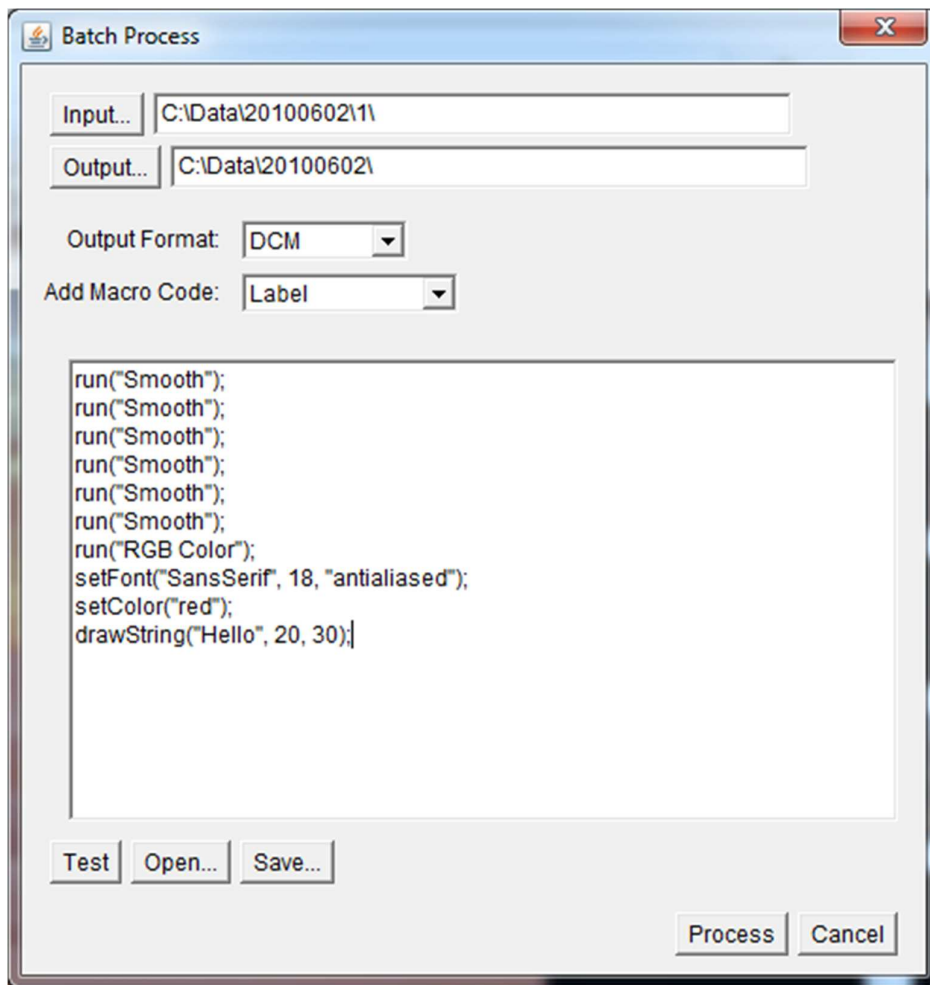 Batch Process
Input... C:\Data\20100602\1\
Output... C:\Data\20100602\
Output Format: DCM
Add Macro Code: Label
run("Smooth");
run("Smooth");
run("Smooth");
run("Smooth");
run("Smooth");
run("Smooth");
run("RGB Color");
setFont("SansSerif", 18, "antialiased");
setColor("red");
drawString("Hello", 20, 30);
Test Open... Save...
Process Cancel